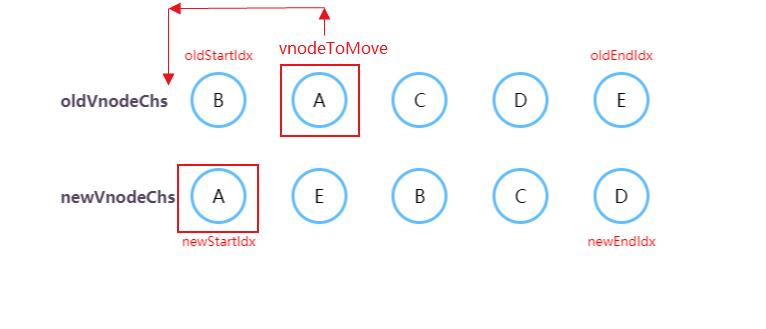 vnodeToMove
oldStartIdx
oldEndIdx
oldVnodeChs B A C D E
newVnodeChs A E B C D
newStartIdx
newEndIdx